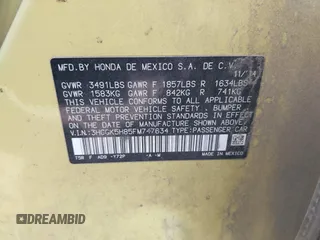 MFD.BY HONDA DE MEXICO S.A. DE C.V.
11/14
GVWR 3491LBS GAWR F 1857LBS R 1634LBS
GVWR 1583KG GAWR F 842KG R 741KG
THIS VEHICLE CONFORMS TO ALL APPLICABLE
FEDERAL MOTOR VEHICLE SAFETY, BUMPER,
AND THEFT PREVENTION STANDARDS IN EFFECT ON
THE DATE OF MANUFACTURE SHOWN ABOVE.
V.I.N.: TYPE:PASSENGER CAR
MADE IN MEXICO
©DREAMBID